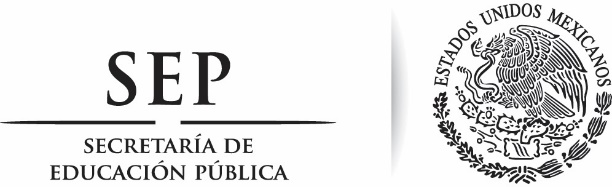 SEP
SECRETARÍA DE
EDUCACIÓN PÚBLICA
ESTADOS UNIDOS MEXICANOS